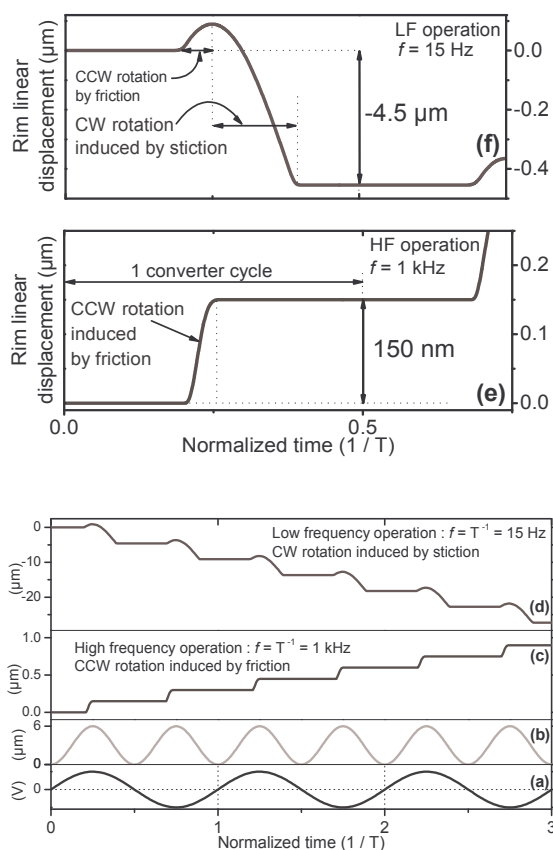 LF operation
f = 15 Hz
0.0
CCW rotation
by friction
CW rotation
induced by stiction
-4.5 µm
-0.2
-0.4
(f)
Rim linear
displacement (µm)
HF operation
f = 1 kHz
0.2
1 converter cycle
CCW rotation
induced
by friction
0.1
150 nm
(e)
0.0
Rim linear
displacement (µm)
0.0
0.5
Normalized time (1 / T)
0
-10
-20
(µm)
Low frequency operation : f = T⁻¹ = 15 Hz
CW rotation induced by stiction
(d)
1.0
0.5
0.0
(µm)
High frequency operation : f = T⁻¹ = 1 kHz
CCW rotation induced by friction
(c)
6
0
(µm)
(b)
0
(V)
(a)
0
1
2
3
Normalized time (1 / T)